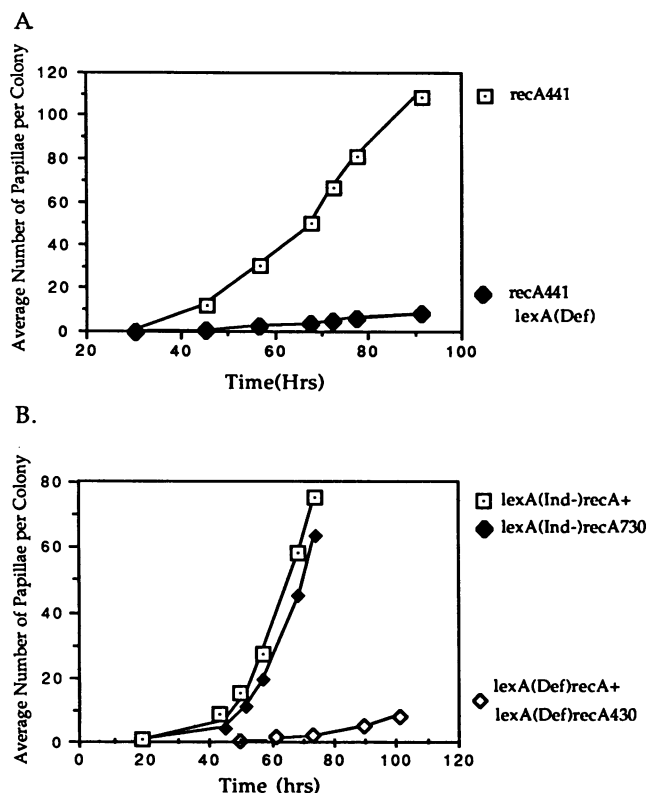 A.
Average Number of Papillae per Colony
120
100
80
60
40
20
0
20
40
60
80
100
Time(Hrs)
recA441
recA441
lexA(Def)
B.
Average Number of Papillae per Colony
80
60
40
20
0
0
20
40
60
80
100
120
Time (hrs)
lexA(Ind-)recA+
lexA(Ind-)recA730
lexA(Def)recA+
lexA(Def)recA430